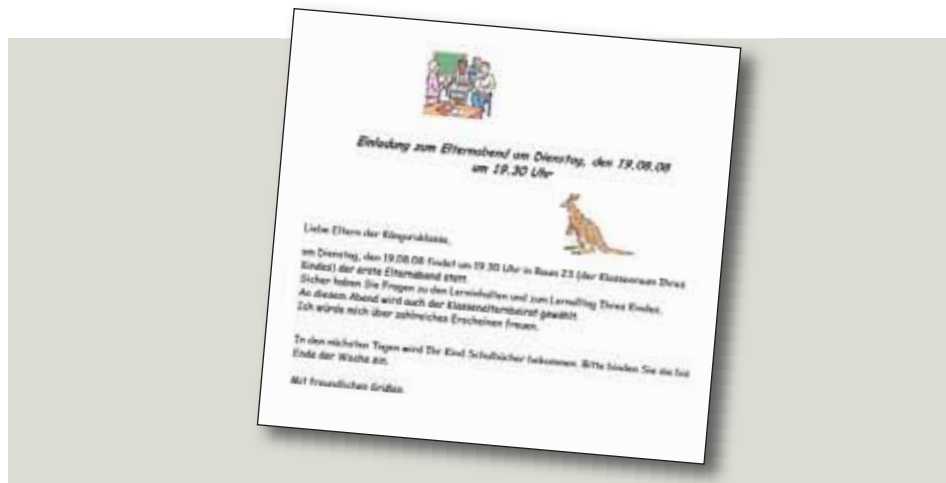 Einladung zum Elternabend am Dienstag, den 19.08.08
um 19.30 Uhr
Liebe Eltern der Känguruklasse,
am Dienstag, den 19.08.08 findet um 19.30 Uhr in Raum 23 (der Klassenraum Ihres
Kindes) der erste Elternabend statt.
Sicher haben Sie Fragen zu den Lerninhalten und zum Lernalltag Ihres Kindes.
An diesem Abend wird auch der Klassenelternbeirat gewählt.
Ich würde mich über zahlreiches Erscheinen freuen.
In den nächsten Tagen wird Ihr Kind Schulbücher bekommen. Bitte binden Sie die bis
Ende der Woche ein.
Mit freundlichen Grüßen